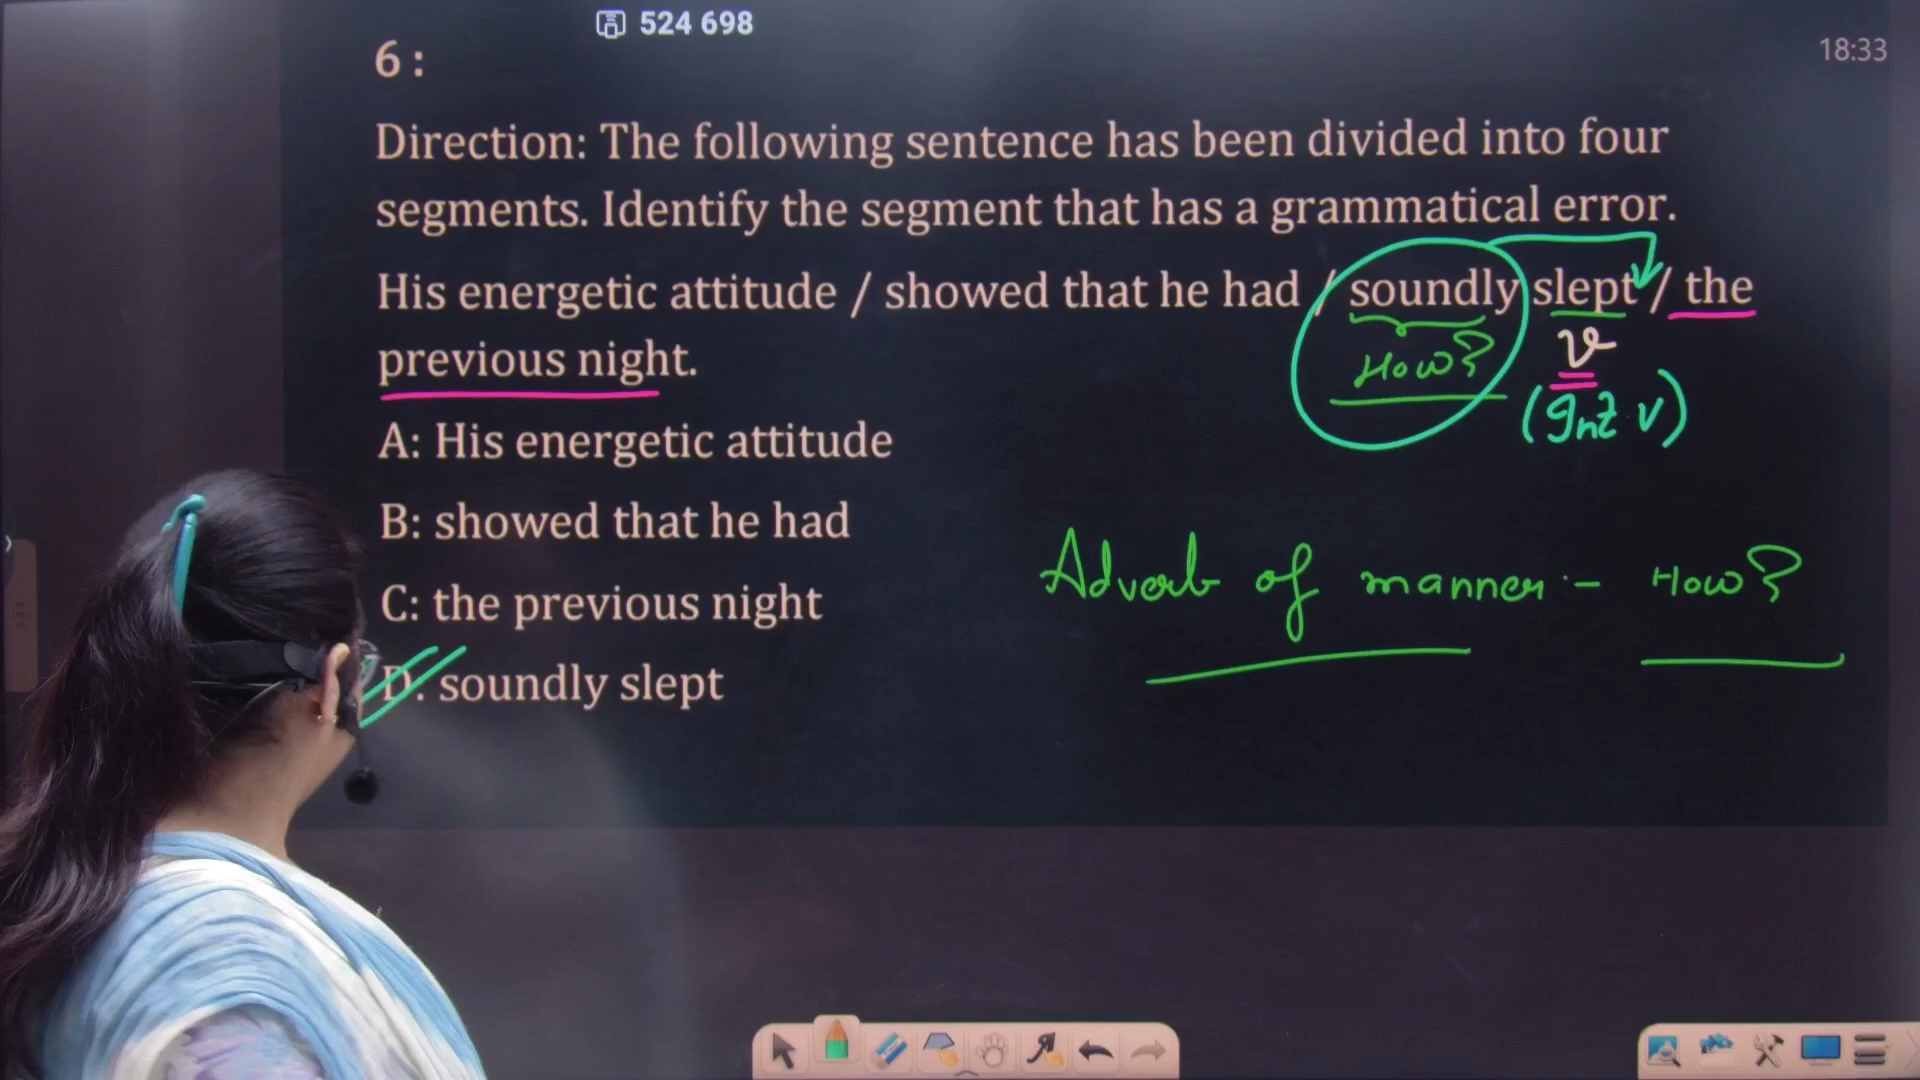 524 698
18:33
6 :
Direction: The following sentence has been divided into four
segments. Identify the segment that has a grammatical error.
His energetic attitude / showed that he had / soundly slept / the
previous night.
How?
v
(Int v)
A: His energetic attitude
B: showed that he had
Adverb of manner :- How?
C: the previous night
D: soundly slept